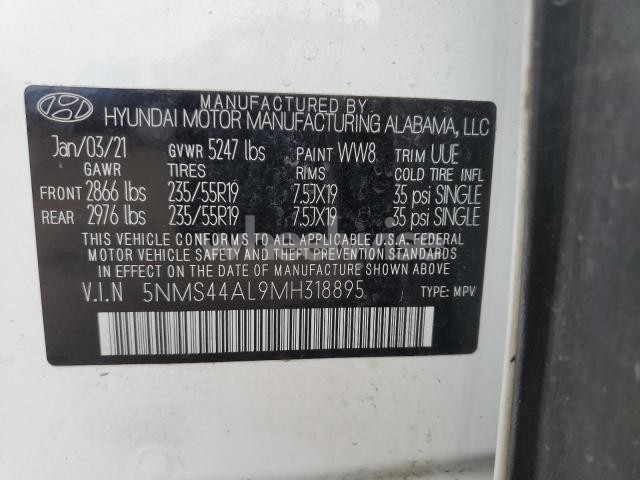 MANUFACTURED BY
HYUNDAI MOTOR MANUFACTURING ALABAMA, LLC
Jan/03/21 GVWR 5247 lbs PAINT WW8 TRIM UUE
GAWR TIRES RIMS COLD TIRE INFL
FRONT 2866 lbs 235/55R19 7.5JX19 35 psi SINGLE
REAR 2976 lbs 235/55R19 7.5JX19 35 psi SINGLE
THIS VEHICLE CONFORMS TO ALL APPLICABLE U.S.A. FEDERAL
MOTOR VEHICLE SAFETY AND THEFT PREVENTION STANDARDS
IN EFFECT ON THE DATE OF MANUFACTURE SHOWN ABOVE
V.I.N 5NMS44AL9MH318895 TYPE: MPV